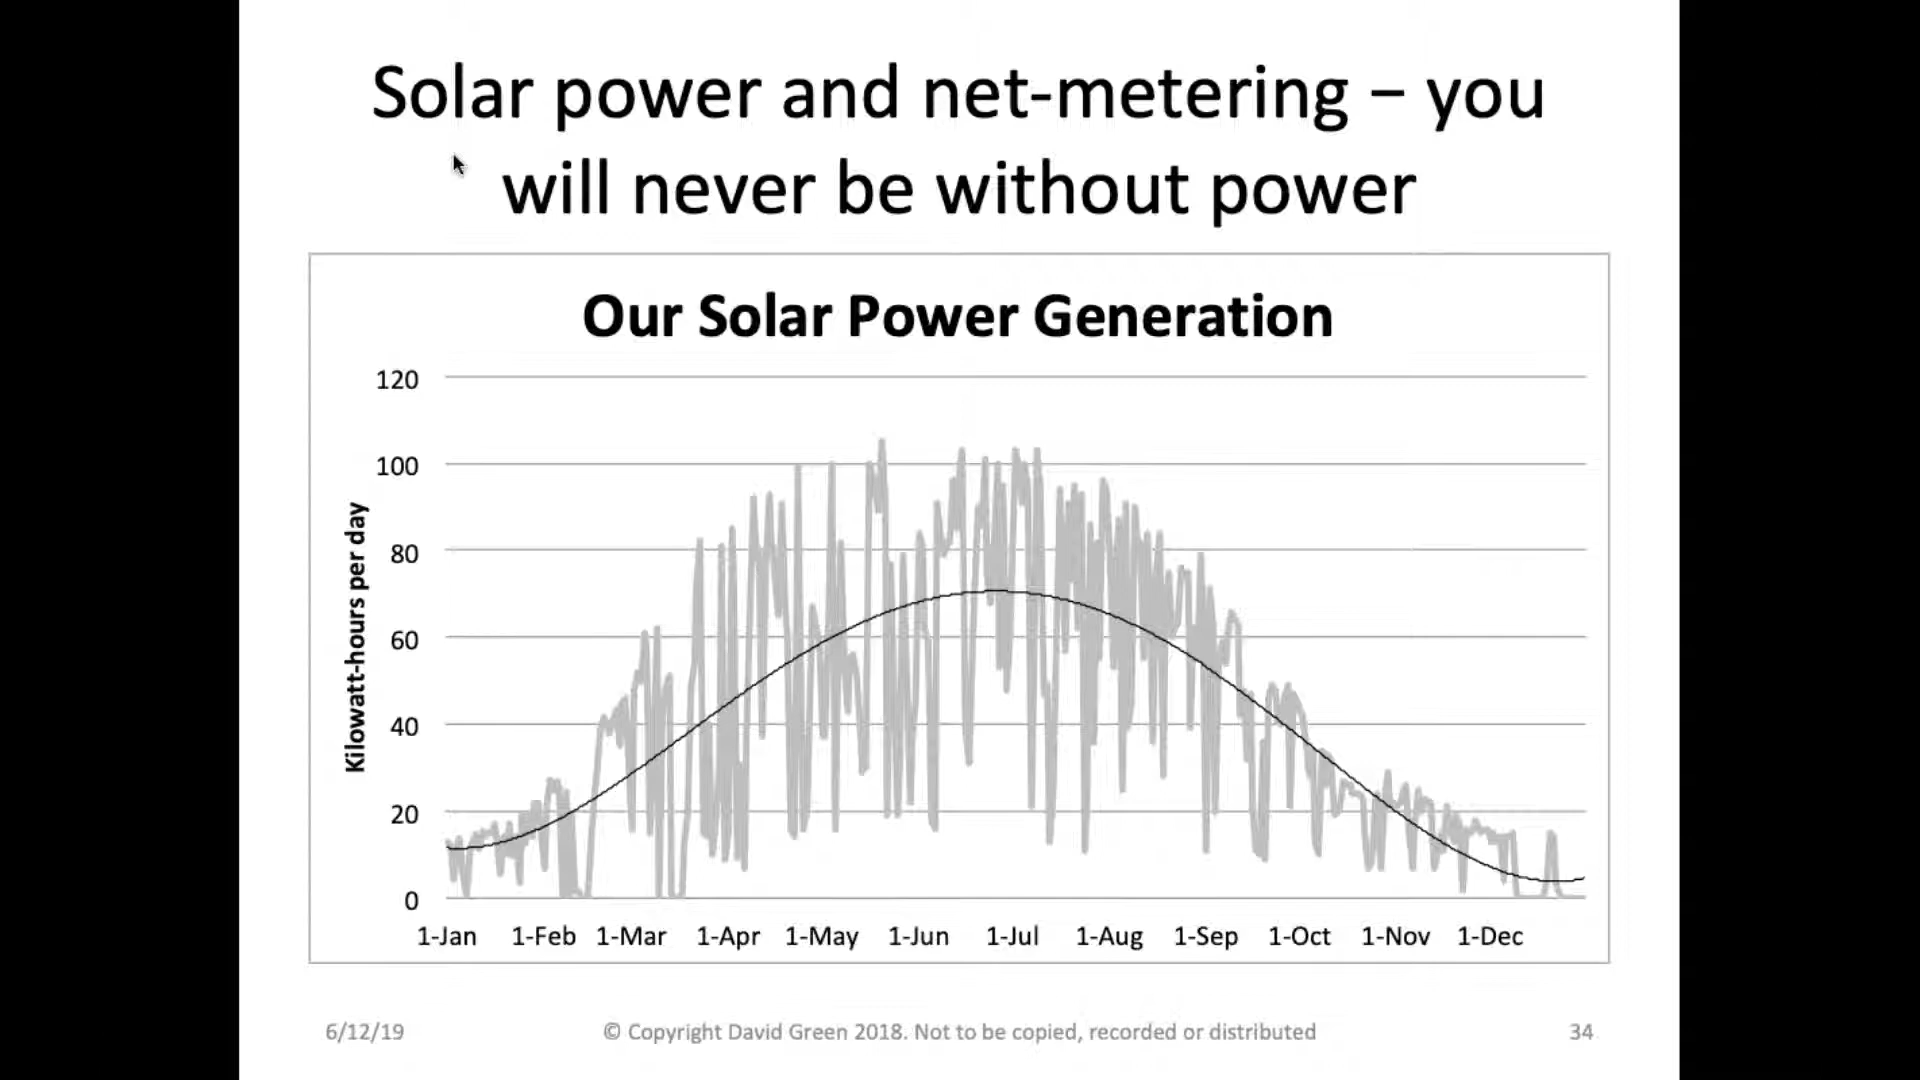 Solar power and net-metering – you
will never be without power
Our Solar Power Generation
Kilowatt-hours per day
120
100
80
60
40
20
0
1-Jan 1-Feb 1-Mar 1-Apr 1-May 1-Jun 1-Jul 1-Aug 1-Sep 1-Oct 1-Nov 1-Dec
6/12/19 © Copyright David Green 2018. Not to be copied, recorded or distributed 34